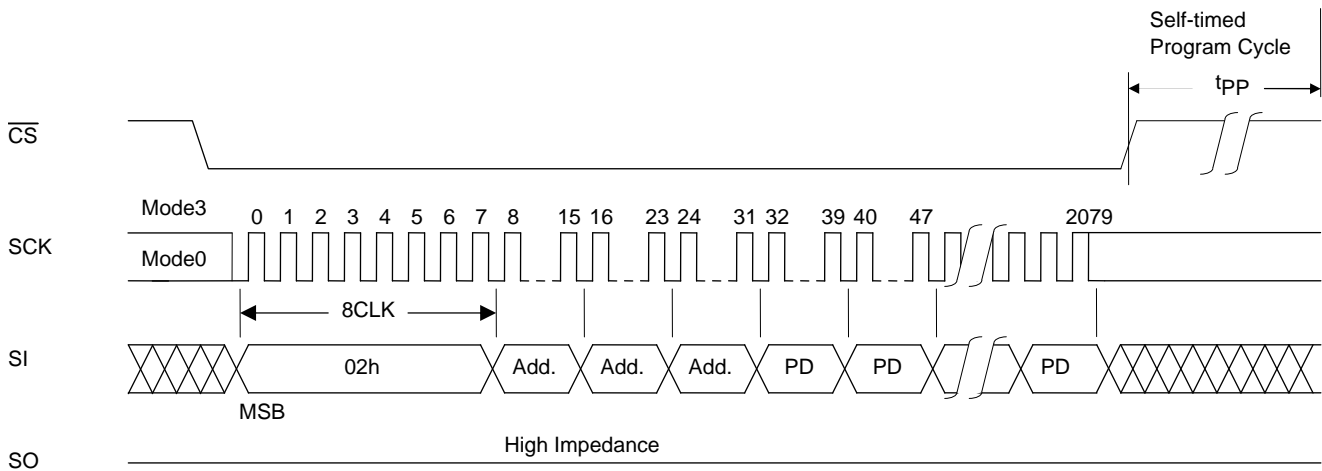 Self-timed
Program Cycle
tPP
CS
Mode3
0 1 2 3 4 5 6 7 8 15 16 23 24 31 32 39 40 47 2079
SCK
Mode0
8CLK
SI
02h Add. Add. Add. PD PD PD
MSB
High Impedance
SO